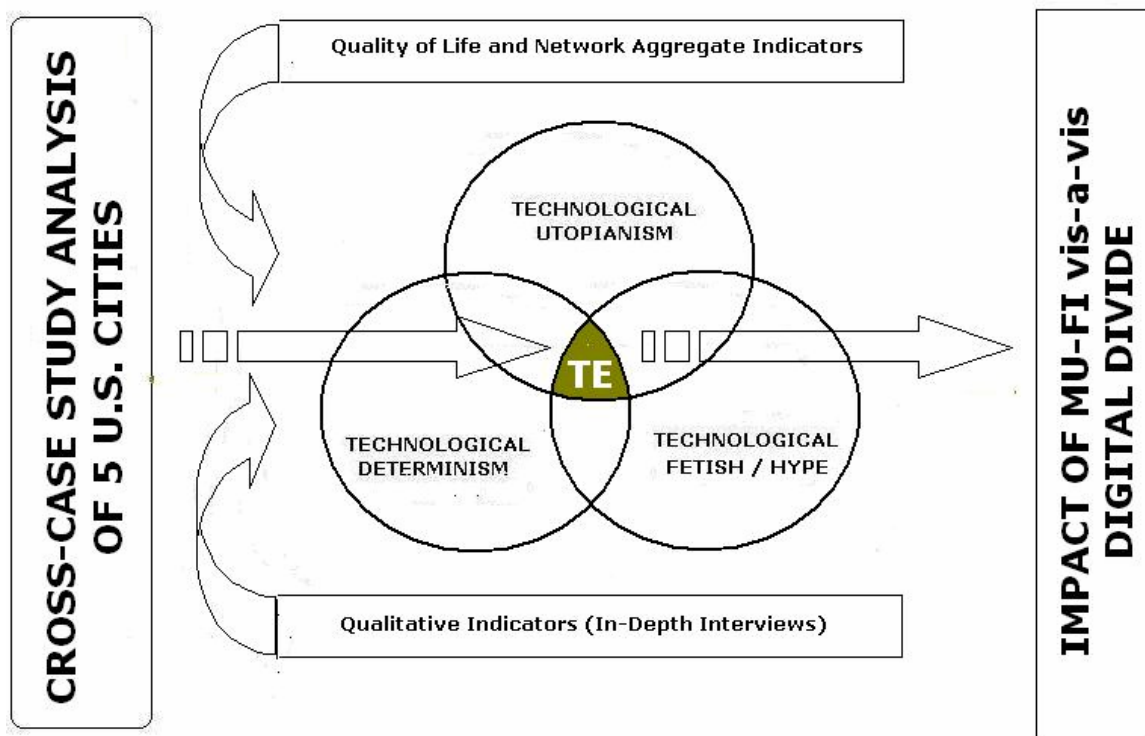 CROSS-CASE STUDY ANALYSIS
OF 5 U.S. CITIES
Quality of Life and Network Aggregate Indicators
TECHNOLOGICAL
UTOPIANISM
TE
TECHNOLOGICAL
DETERMINISM
TECHNOLOGICAL
FETISH / HYPE
Qualitative Indicators (In-Depth Interviews)
IMPACT OF MU-FI vis-a-vis
DIGITAL DIVIDE